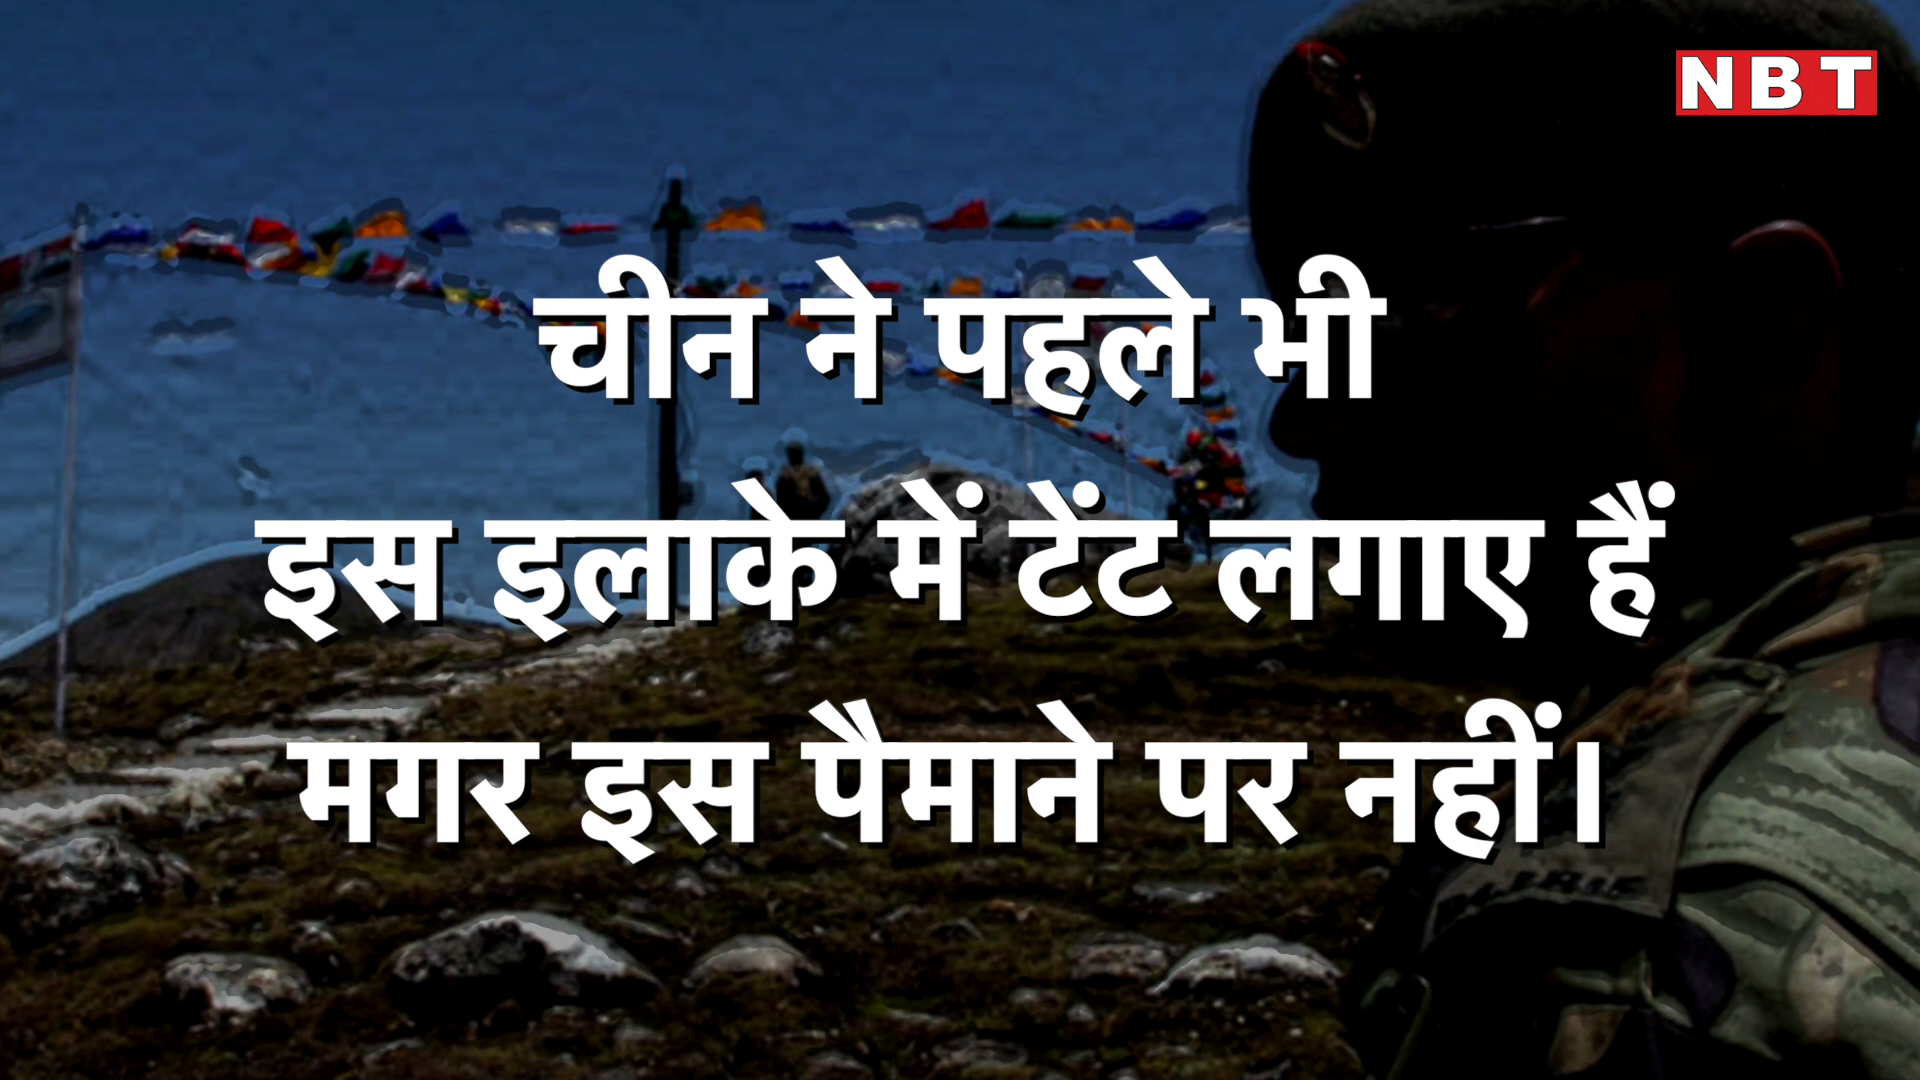 NBT
चीन ने पहले भी
इस इलाके में टेंट लगाए हैं
मगर इस पैमाने पर नहीं।